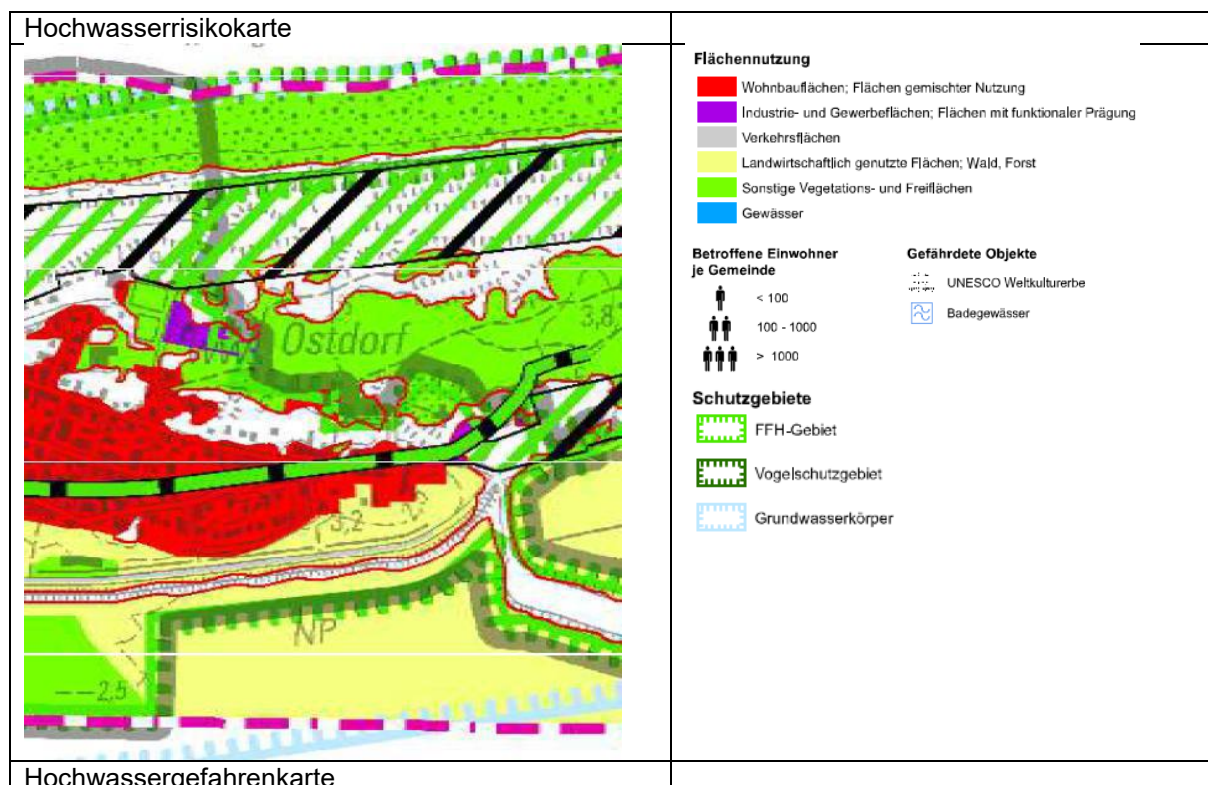 Hochwasserrisikokarte
Ostdorf
3,8
3,2
2,5
NP
2,5
Flächennutzung
Wohnbauflächen; Flächen gemischter Nutzung
Industrie- und Gewerbeflächen; Flächen mit funktionaler Prägung
Verkehrsflächen
Landwirtschaftlich genutzte Flächen; Wald, Forst
Sonstige Vegetations- und Freiflächen
Gewässer
Betroffene Einwohner
je Gemeinde
< 100
100 - 1000
> 1000
Gefährdete Objekte
UNESCO Weltkulturerbe
Badegewässer
Schutzgebiete
FFH-Gebiet
Vogelschutzgebiet
Grundwasserkörper
Hochwassergefahrenkarte